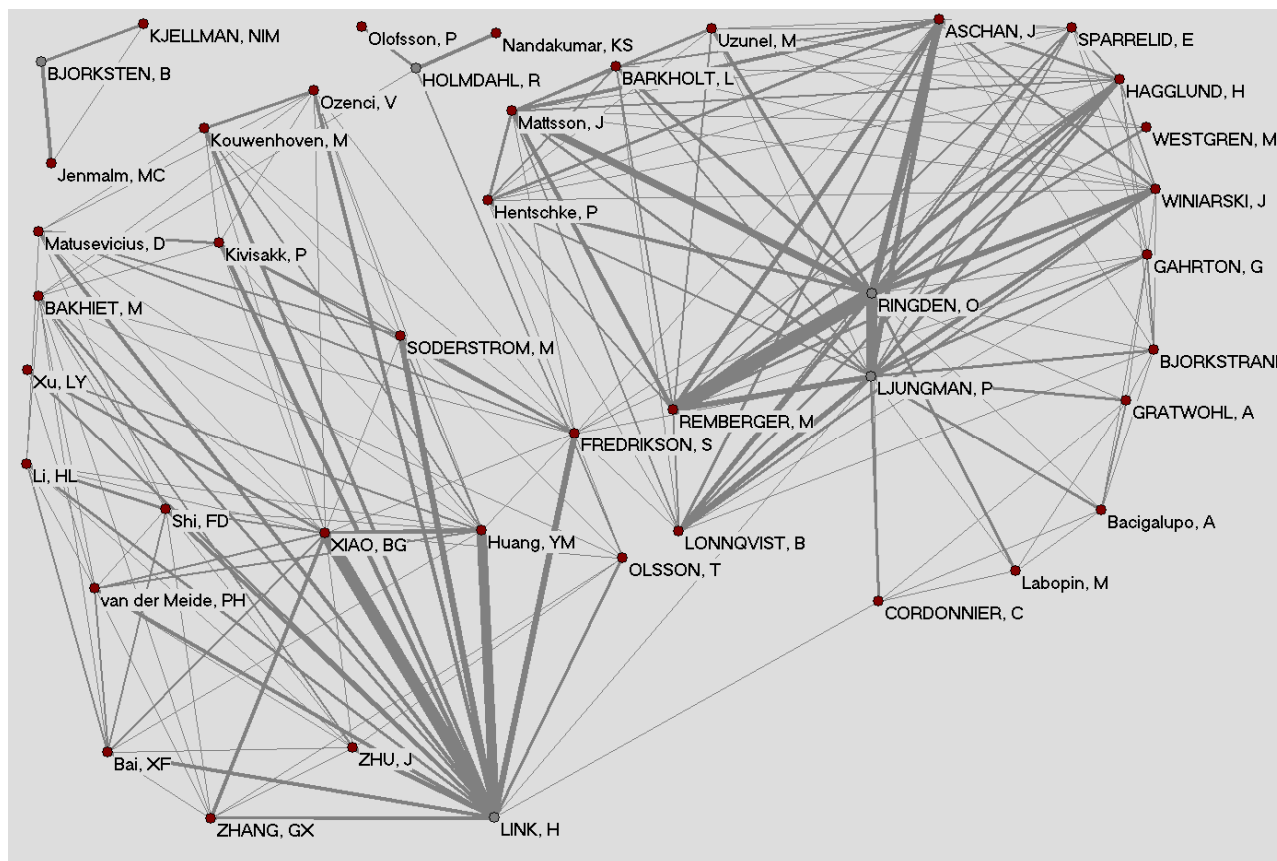 KJELLMAN, NIM
BJORKSTEN, B
Jenmalm, MC
Olofsson, P
Nandakumar, KS
HOLMDAHL, R
Uzunel, M
ASCHAN, J
SPARRELID, E
BARKHOLT, L
HAGGLUND, H
Ozenci, V
Mattsson, J
Kouwenhoven, M
WESTGREN, M
Hentschke, P
WINIARSKI, J
Matusevicius, D
Kivisakk, P
GAHRTON, G
BAKHIET, M
RINGDEN, O
SODERSTROM, M
BJORKSTRAND
Xu, LY
LJUNGMAN, P
GRATWOHL, A
REMBERGER, M
FREDRIKSON, S
Li, HL
Shi, FD
XIAO, BG
Huang, YM
LONNQVIST, B
Bacigalupo, A
OLSSON, T
Labopin, M
van der Meide, PH
CORDONNIER, C
Bai, XF
ZHU, J
ZHANG, GX
LINK, H